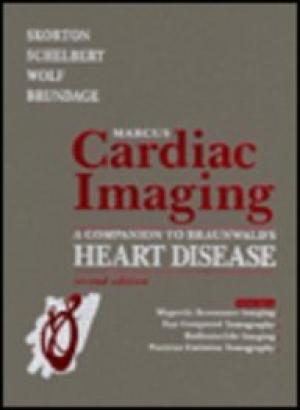 SKORTON
SCHELBERT
WOLF
BRUNDAGE
MARCUS
Cardiac
Imaging
A COMPANION TO BRAUNWALD'S
HEART DISEASE
second edition
Magnetic Resonance Imaging
Fast Computed Tomography
Radionuclide Imaging
Positron Emission Tomography